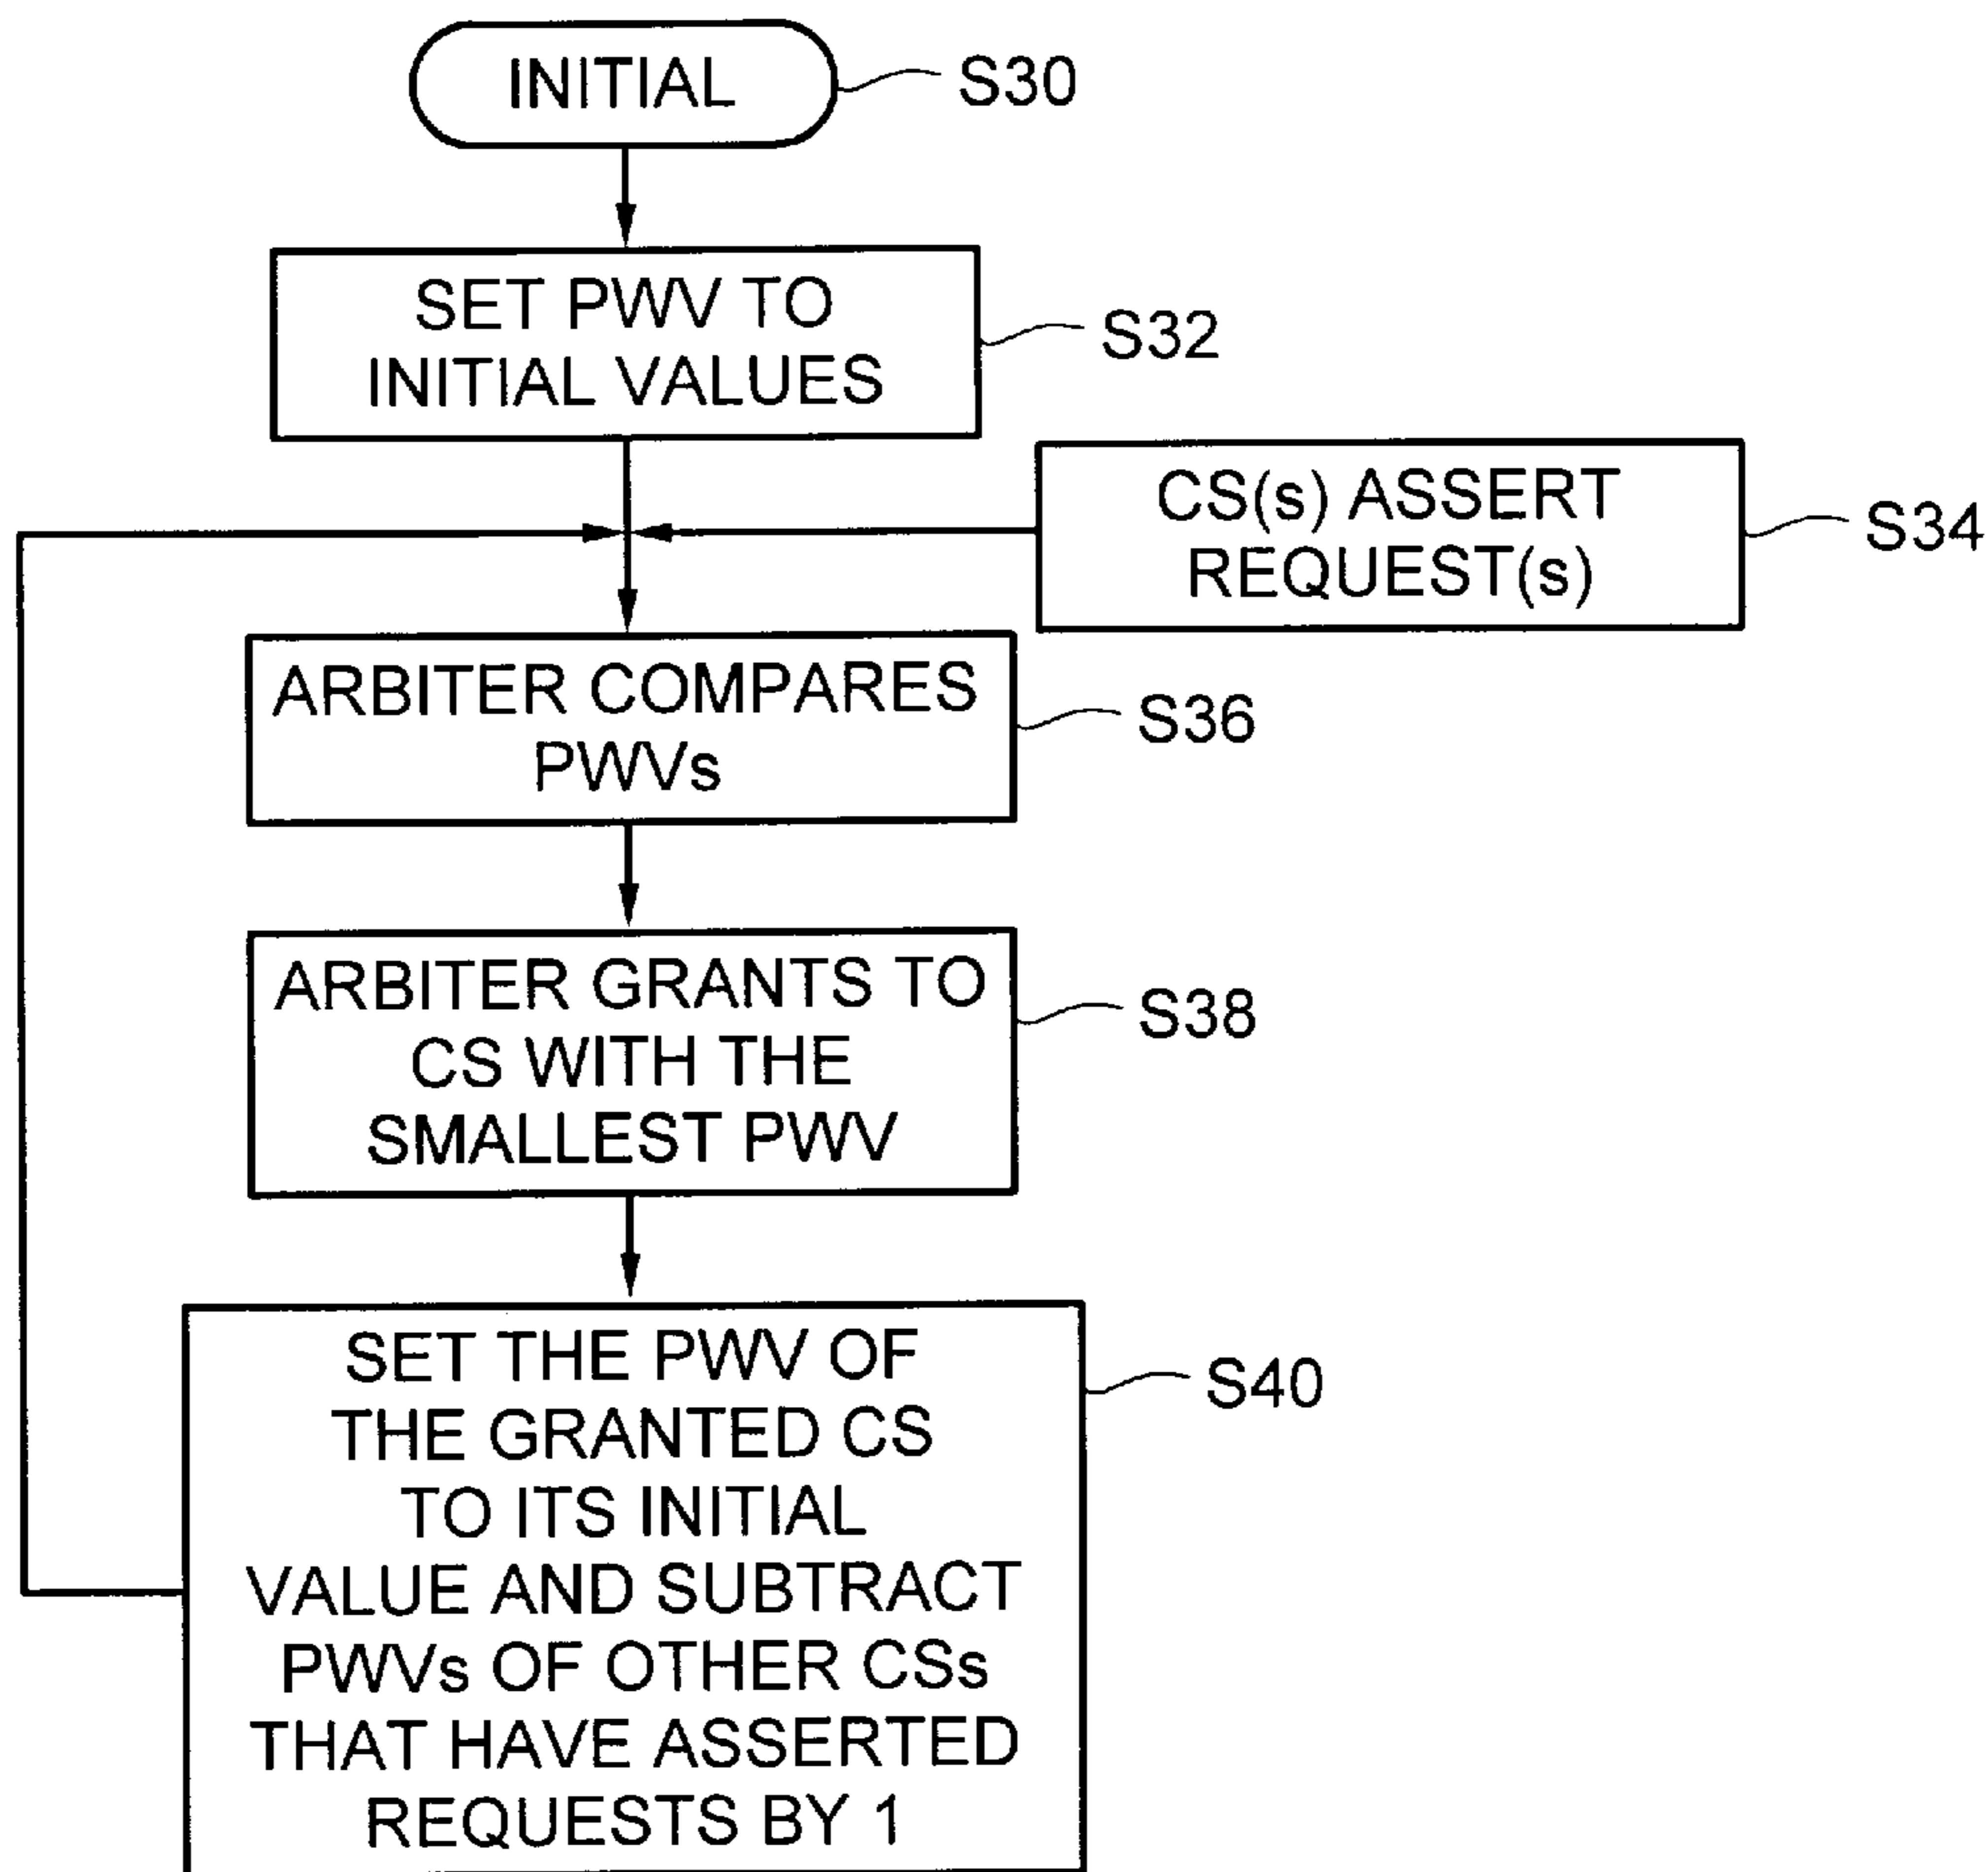 INITIAL
S30
SET PWV TO
INITIAL VALUES
S32
CS(s) ASSERT
REQUEST(s)
S34
ARBITER COMPARES
PWVs
S36
ARBITER GRANTS TO
CS WITH THE
SMALLEST PWV
S38
SET THE PWV OF
THE GRANTED CS
TO ITS INITIAL
VALUE AND SUBTRACT
PWVs OF OTHER CSs
THAT HAVE ASSERTED
REQUESTS BY 1
S40